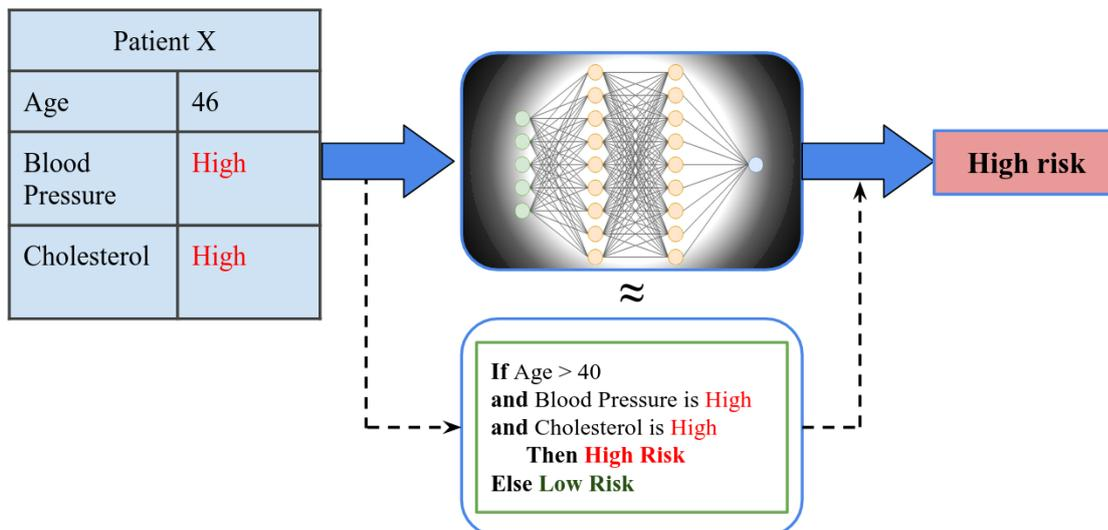 Patient X
Age 46
Blood Pressure High
Cholesterol High
High risk
≈
If Age > 40
and Blood Pressure is High
and Cholesterol is High
Then High Risk
Else Low Risk